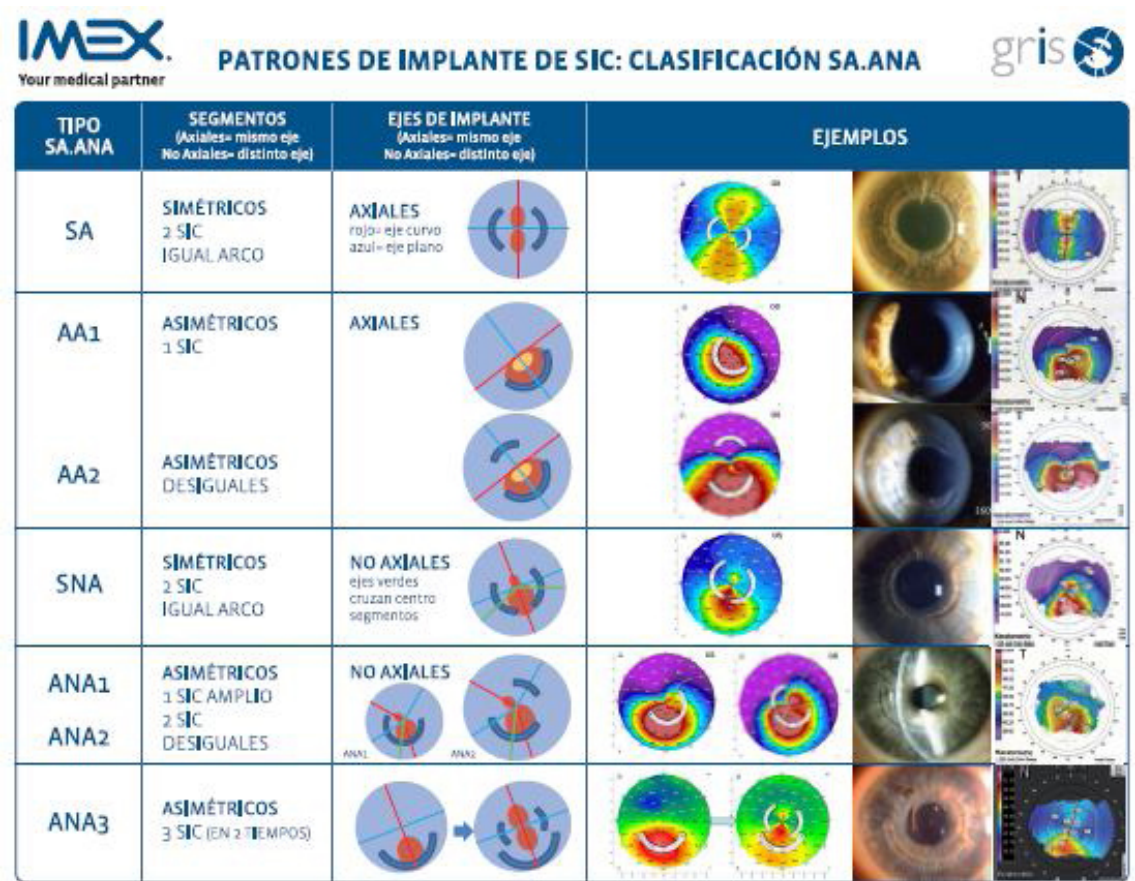 IMEX.
Your medical partner
PATRONES DE IMPLANTE DE SIC: CLASIFICACIÓN SA.ANA
gris
TIPO
SA.ANA
SEGMENTOS
(Axiales= mismo eje
No Axiales= distinto eje)
EJES DE IMPLANTE
(Axiales= mismo eje
No Axiales= distinto eje)
EJEMPLOS
SA
SIMÉTRICOS
2 SIC
IGUAL ARCO
AXIALES
rojo= eje curvo
azul= eje plano
AA1
ASIMÉTRICOS
1 SIC
AXIALES
AA2
ASIMÉTRICOS
DESIGUALES
SNA
SIMÉTRICOS
2 SIC
IGUAL ARCO
NO AXIALES
ejes verdes
cruzan centro
segmentos
ANA1
ANA2
ASIMÉTRICOS
1 SIC AMPLIO
2 SIC
DESIGUALES
NO AXIALES
ANA1
ANA2
ANA3
ASIMÉTRICOS
3 SIC (EN 2 TIEMPOS)